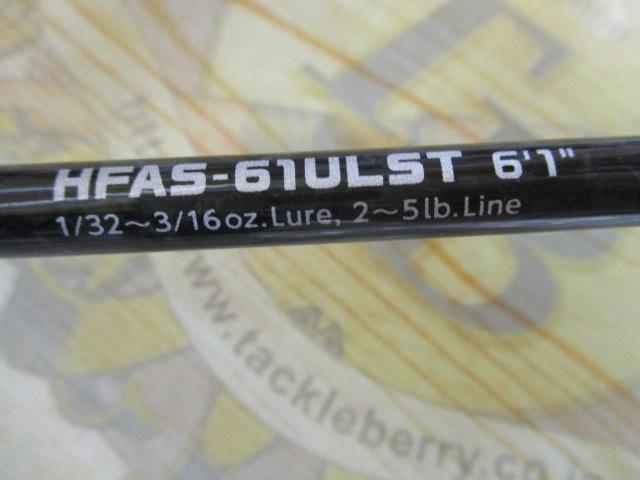 HFAS-61ULST 6'1"
1/32~3/16oz.Lure, 2~5lb.Line
www.tackleberry.co.jp